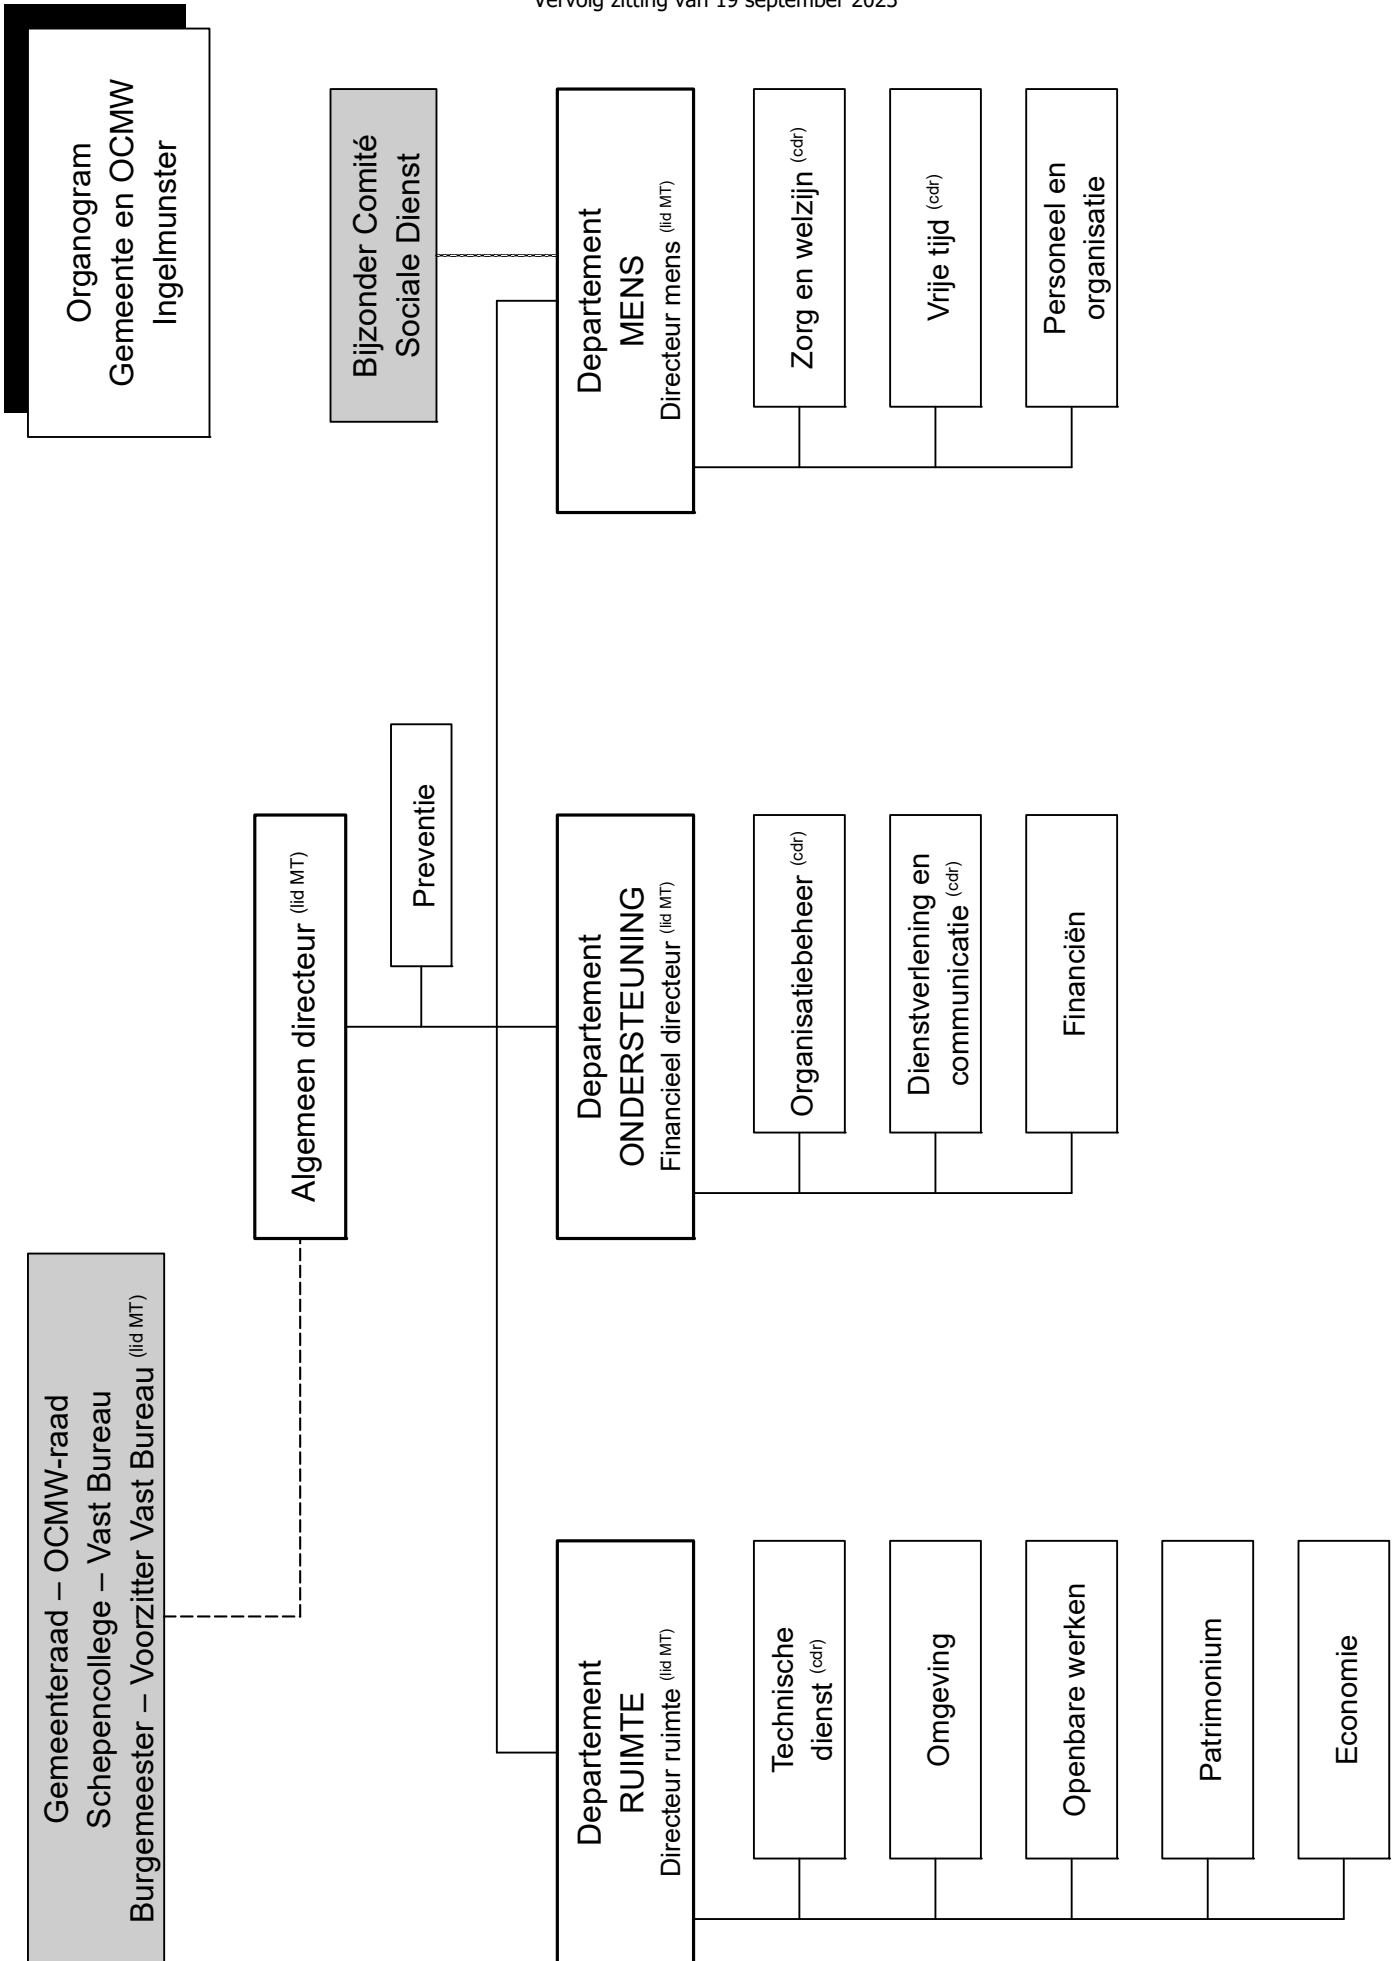 Vervolg zitting van 19 september 2023
Organogram
Gemeente en OCMW
Ingelmunster
Gemeenteraad – OCMW-raad
Schepencollege – Vast Bureau
Burgemeester – Voorzitter Vast Bureau (lid MT)
Algemeen directeur (lid MT)
Bijzonder Comité
Sociale Dienst
Preventie
Departement
RUIMTE
Directeur ruimte (lid MT)
Technische
dienst (cdr)
Omgeving
Openbare werken
Patrimonium
Economie
Departement
ONDERSTEUNING
Financieel directeur (lid MT)
Organisatiebeheer (cdr)
Dienstverlening en
communicatie (cdr)
Financiën
Departement
MENS
Directeur mens (lid MT)
Zorg en welzijn (cdr)
Vrije tijd (cdr)
Personeel en
organisatie